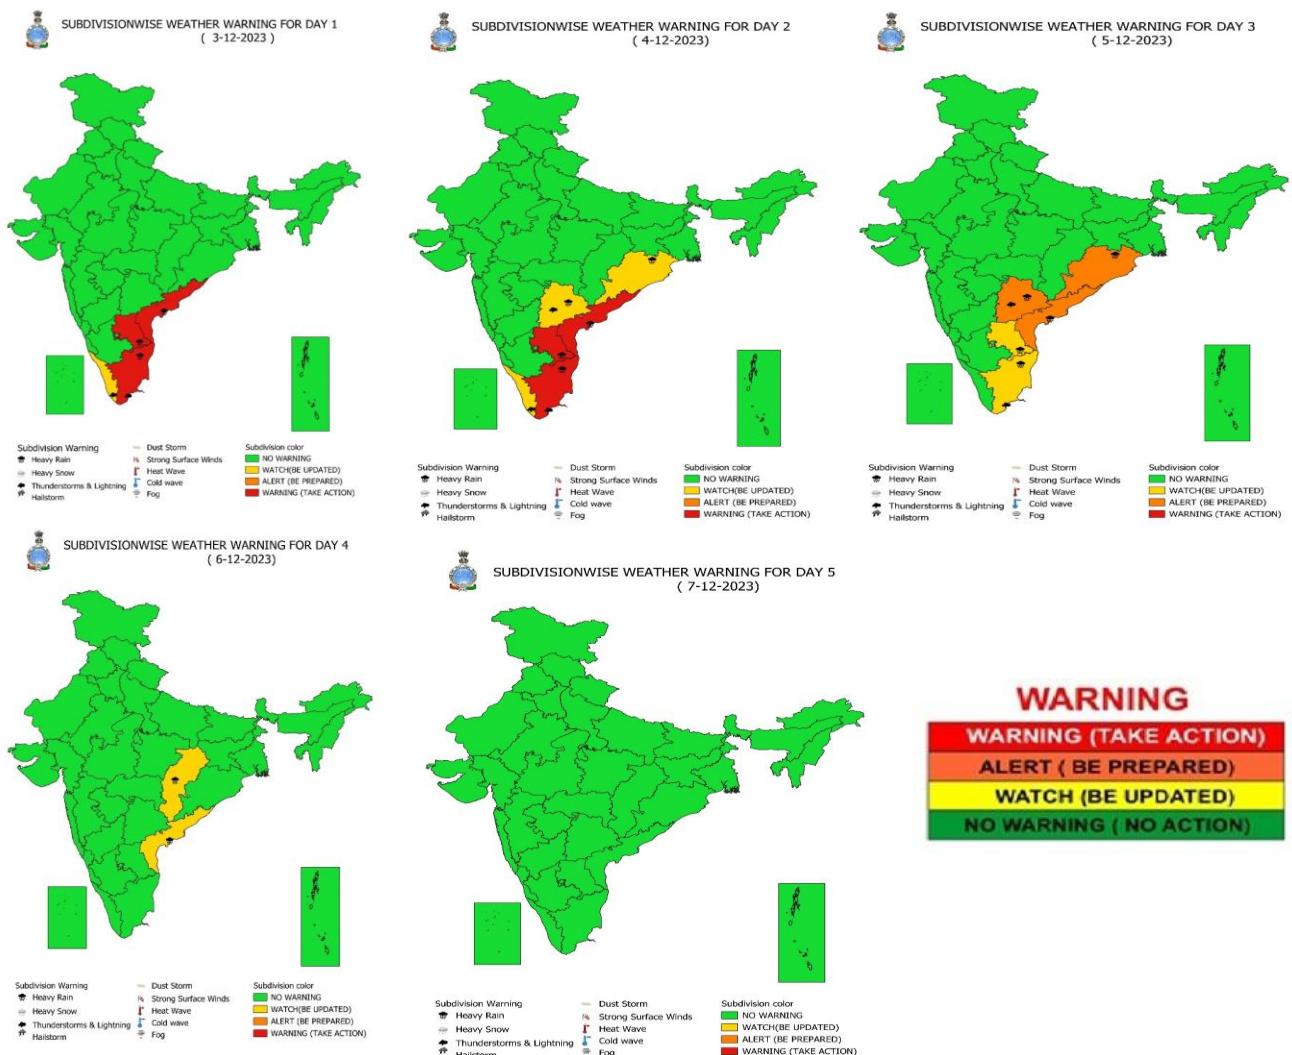 SUBDIVISIONWISE WEATHER WARNING FOR DAY 1
( 3-12-2023 )
Subdivision Warning
Heavy Rain
Heavy Snow
Thunderstorms & Lightning
Hailstorm
Dust Storm
Strong Surface Winds
Heat Wave
Cold wave
Fog
Subdivision color
NO WARNING
WATCH(BE UPDATED)
ALERT (BE PREPARED)
WARNING (TAKE ACTION)
SUBDIVISIONWISE WEATHER WARNING FOR DAY 2
( 4-12-2023)
Subdivision Warning
Heavy Rain
Heavy Snow
Thunderstorms & Lightning
Hailstorm
Dust Storm
Strong Surface Winds
Heat Wave
Cold wave
Fog
Subdivision color
NO WARNING
WATCH(BE UPDATED)
ALERT (BE PREPARED)
WARNING (TAKE ACTION)
SUBDIVISIONWISE WEATHER WARNING FOR DAY 3
( 5-12-2023)
Subdivision Warning
Heavy Rain
Heavy Snow
Thunderstorms & Lightning
Hailstorm
Dust Storm
Strong Surface Winds
Heat Wave
Cold wave
Fog
Subdivision color
NO WARNING
WATCH(BE UPDATED)
ALERT (BE PREPARED)
WARNING (TAKE ACTION)
SUBDIVISIONWISE WEATHER WARNING FOR DAY 4
(6-12-2023)
Subdivision Warning
Heavy Rain
Heavy Snow
Thunderstorms & Lightning
Hailstorm
Dust Storm
Strong Surface Winds
Heat Wave
Cold wave
Fog
Subdivision color
NO WARNING
WATCH(BE UPDATED)
ALERT (BE PREPARED)
WARNING (TAKE ACTION)
SUBDIVISIONWISE WEATHER WARNING FOR DAY 5
( 7-12-2023)
Subdivision Warning
Heavy Rain
Heavy Snow
Thunderstorms & Lightning
Hailstorm
Dust Storm
Strong Surface Winds
Heat Wave
Cold wave
Fog
Subdivision color
NO WARNING
WATCH(BE UPDATED)
ALERT (BE PREPARED)
WARNING (TAKE ACTION)
WARNING
WARNING (TAKE ACTION)
ALERT ( BE PREPARED)
WATCH (BE UPDATED)
NO WARNING ( NO ACTION)